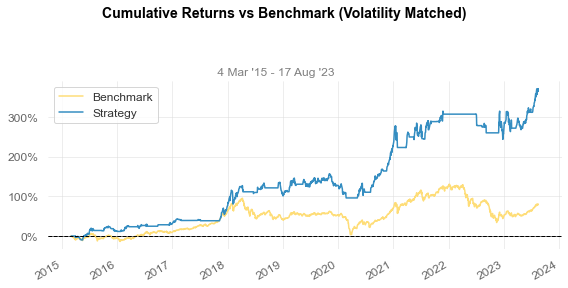 Cumulative Returns vs Benchmark (Volatility Matched)
4 Mar '15 - 17 Aug '23
Benchmark
Strategy
300%
200%
100%
0%
2015 2016 2017 2018 2019 2020 2021 2022 2023 2024